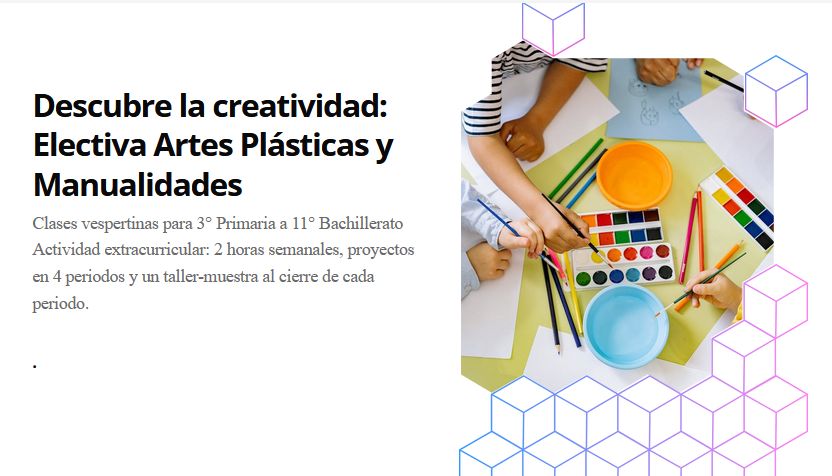 Descubre la creatividad:
Electiva Artes Plásticas y
Manualidades
Clases vespertinas para 3° Primaria a 11° Bachillerato
Actividad extracurricular: 2 horas semanales, proyectos
en 4 periodos y un taller-muestra al cierre de cada
periodo.
.